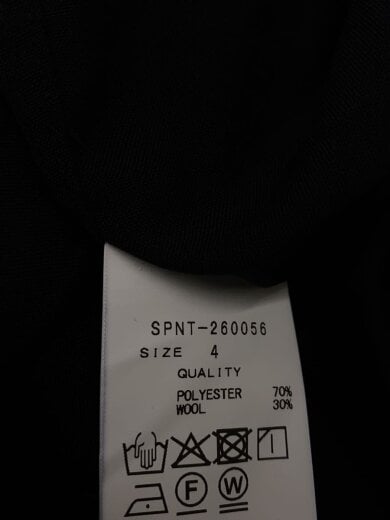 SPNT-260056
SIZE 4
QUALITY
POLYESTER 70%
WOOL 30%
F W